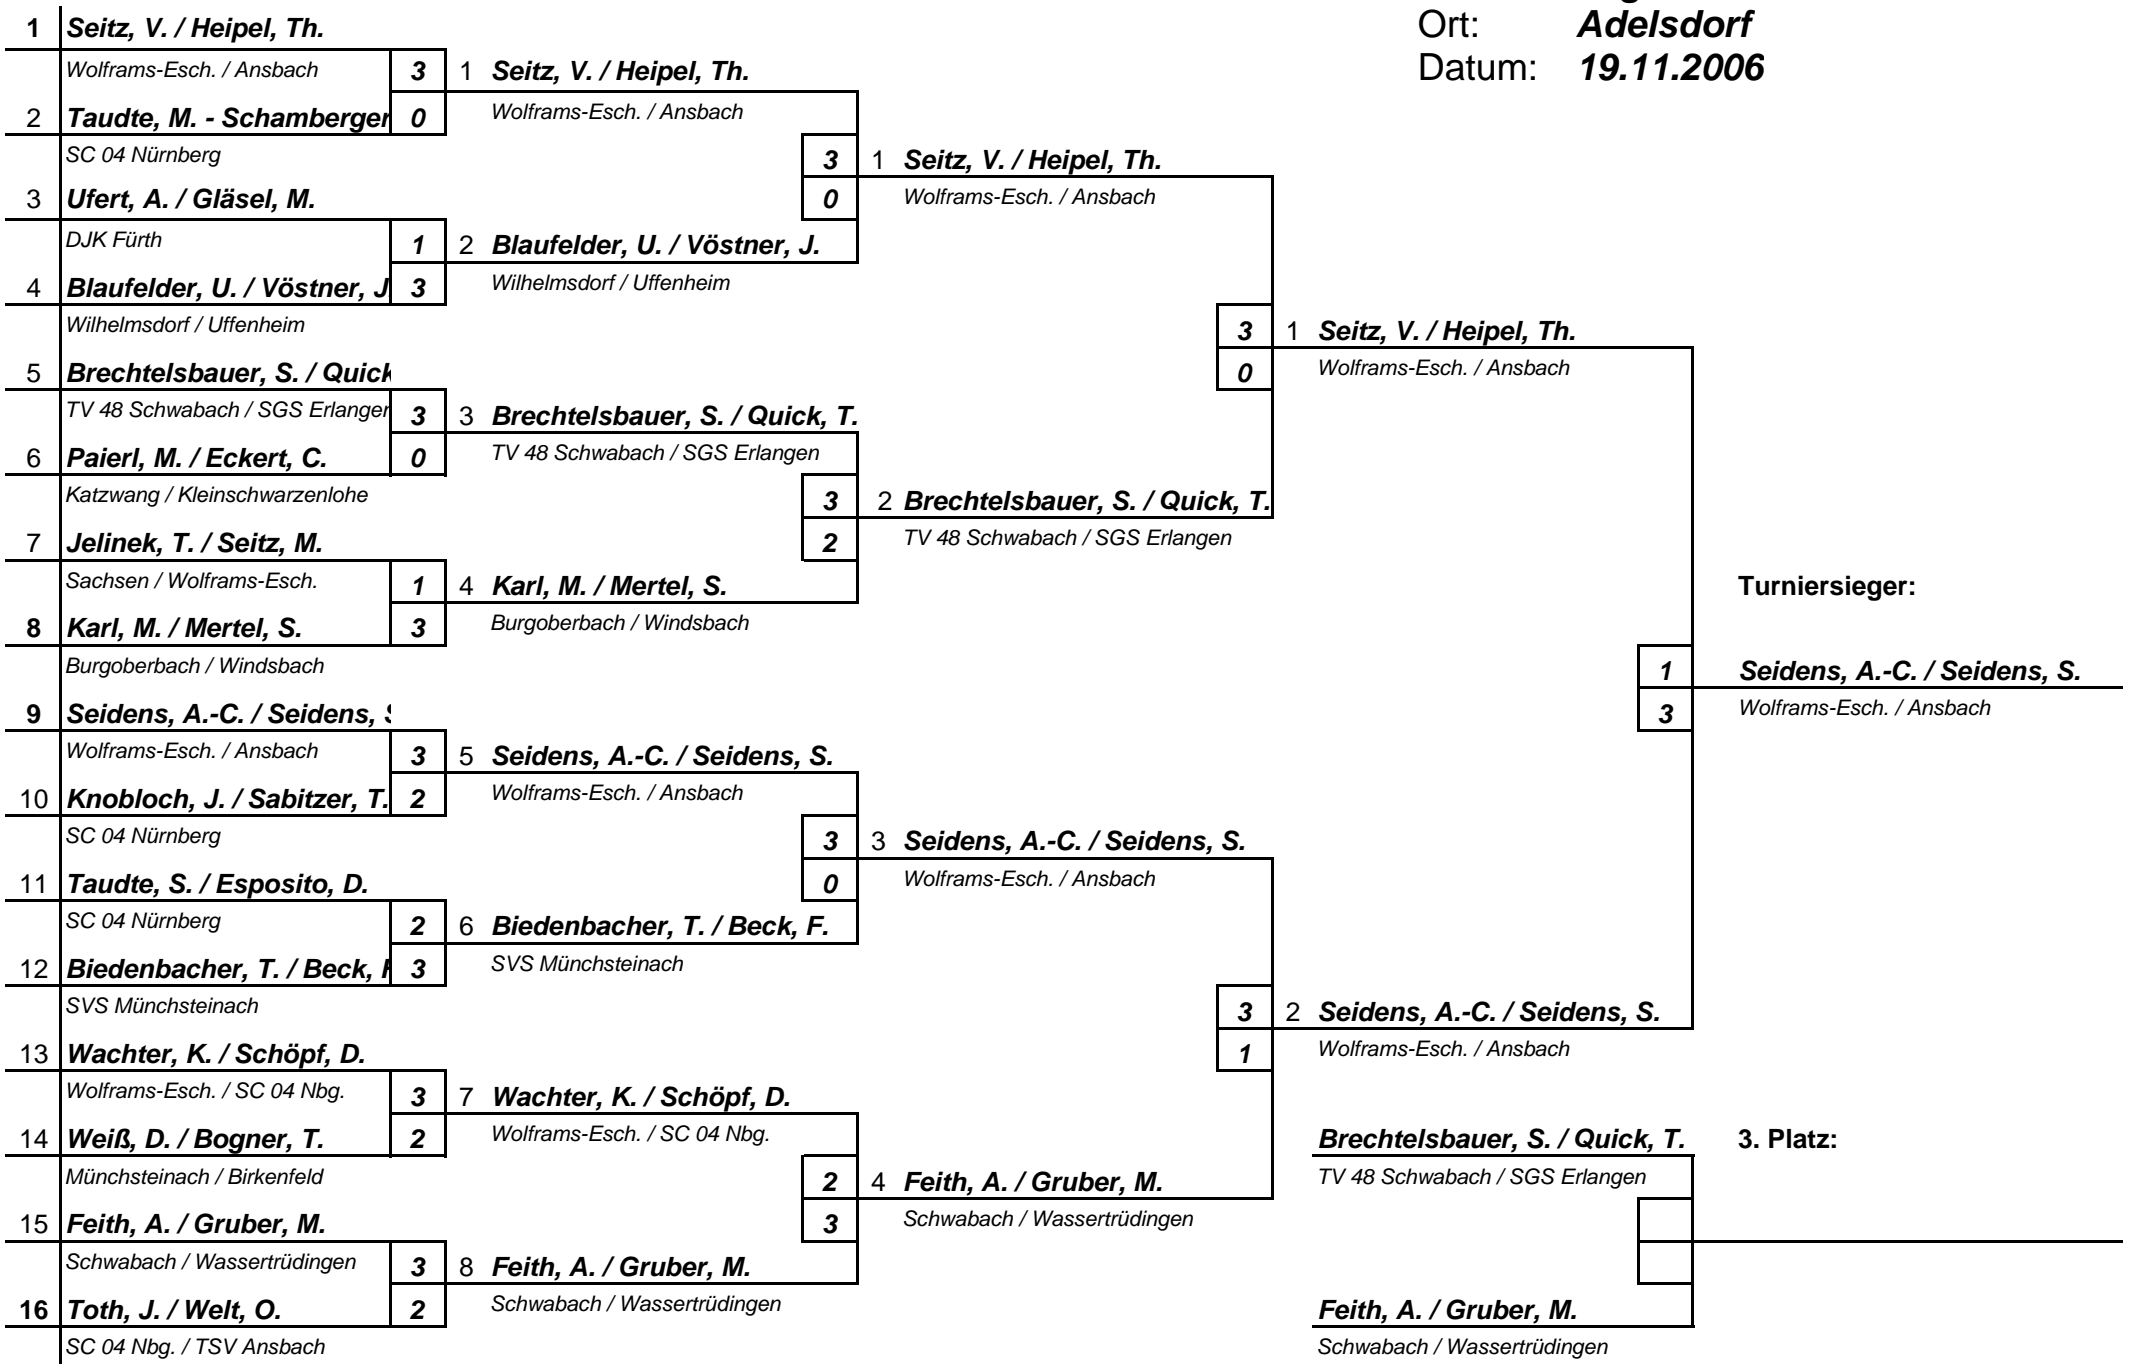 Ort: Adelsdorf
Datum: 19.11.2006
1 Seitz, V. / Heipel, Th.
Wolframs-Esch. / Ansbach 3
2 Taudte, M. - Schamberger 0
SC 04 Nürnberg
3 Ufert, A. / Gläsel, M.
DJK Fürth 1
4 Blaufelder, U. / Vöstner, J 3
Wilhelmsdorf / Uffenheim
5 Brechtelsbauer, S. / Quick
TV 48 Schwabach / SGS Erlangen 3
6 Paierl, M. / Eckert, C. 0
Katzwang / Kleinschwarzenlohe
7 Jelinek, T. / Seitz, M.
Sachsen / Wolframs-Esch. 1
8 Karl, M. / Mertel, S. 3
Burgoberbach / Windsbach
9 Seidens, A.-C. / Seidens,
Wolframs-Esch. / Ansbach 3
10 Knobloch, J. / Sabitzer, T. 2
SC 04 Nürnberg
11 Taudte, S. / Esposito, D.
SC 04 Nürnberg 2
12 Biedenbacher, T. / Beck, 3
SVS Münchsteinach
13 Wachter, K. / Schöpf, D.
Wolframs-Esch. / SC 04 Nbg. 3
14 Weiß, D. / Bogner, T. 2
Münchsteinach / Birkenfeld
15 Feith, A. / Gruber, M.
Schwabach / Wassertrüdingen 3
16 Toth, J. / Welt, O. 2
SC 04 Nbg. / TSV Ansbach
1 Seitz, V. / Heipel, Th.
Wolframs-Esch. / Ansbach
3
0
2 Blaufelder, U. / Vöstner, J.
Wilhelmsdorf / Uffenheim
3 Brechtelsbauer, S. / Quick, T.
TV 48 Schwabach / SGS Erlangen
3
2
4 Karl, M. / Mertel, S.
Burgoberbach / Windsbach
5 Seidens, A.-C. / Seidens, S.
Wolframs-Esch. / Ansbach
3
0
6 Biedenbacher, T. / Beck, F.
SVS Münchsteinach
7 Wachter, K. / Schöpf, D.
Wolframs-Esch. / SC 04 Nbg.
2
3
8 Feith, A. / Gruber, M.
Schwabach / Wassertrüdingen
1 Seitz, V. / Heipel, Th.
Wolframs-Esch. / Ansbach
3
0
2 Brechtelsbauer, S. / Quick, T.
TV 48 Schwabach / SGS Erlangen
3 Seidens, A.-C. / Seidens, S.
Wolframs-Esch. / Ansbach
3
1
4 Feith, A. / Gruber, M.
Schwabach / Wassertrüdingen
1 Seitz, V. / Heipel, Th.
Wolframs-Esch. / Ansbach
1
3
2 Seidens, A.-C. / Seidens, S.
Wolframs-Esch. / Ansbach
Turniersieger:
Seidens, A.-C. / Seidens, S.
Wolframs-Esch. / Ansbach
Brechtelsbauer, S. / Quick, T. 3. Platz:
TV 48 Schwabach / SGS Erlangen
Feith, A. / Gruber, M.
Schwabach / Wassertrüdingen